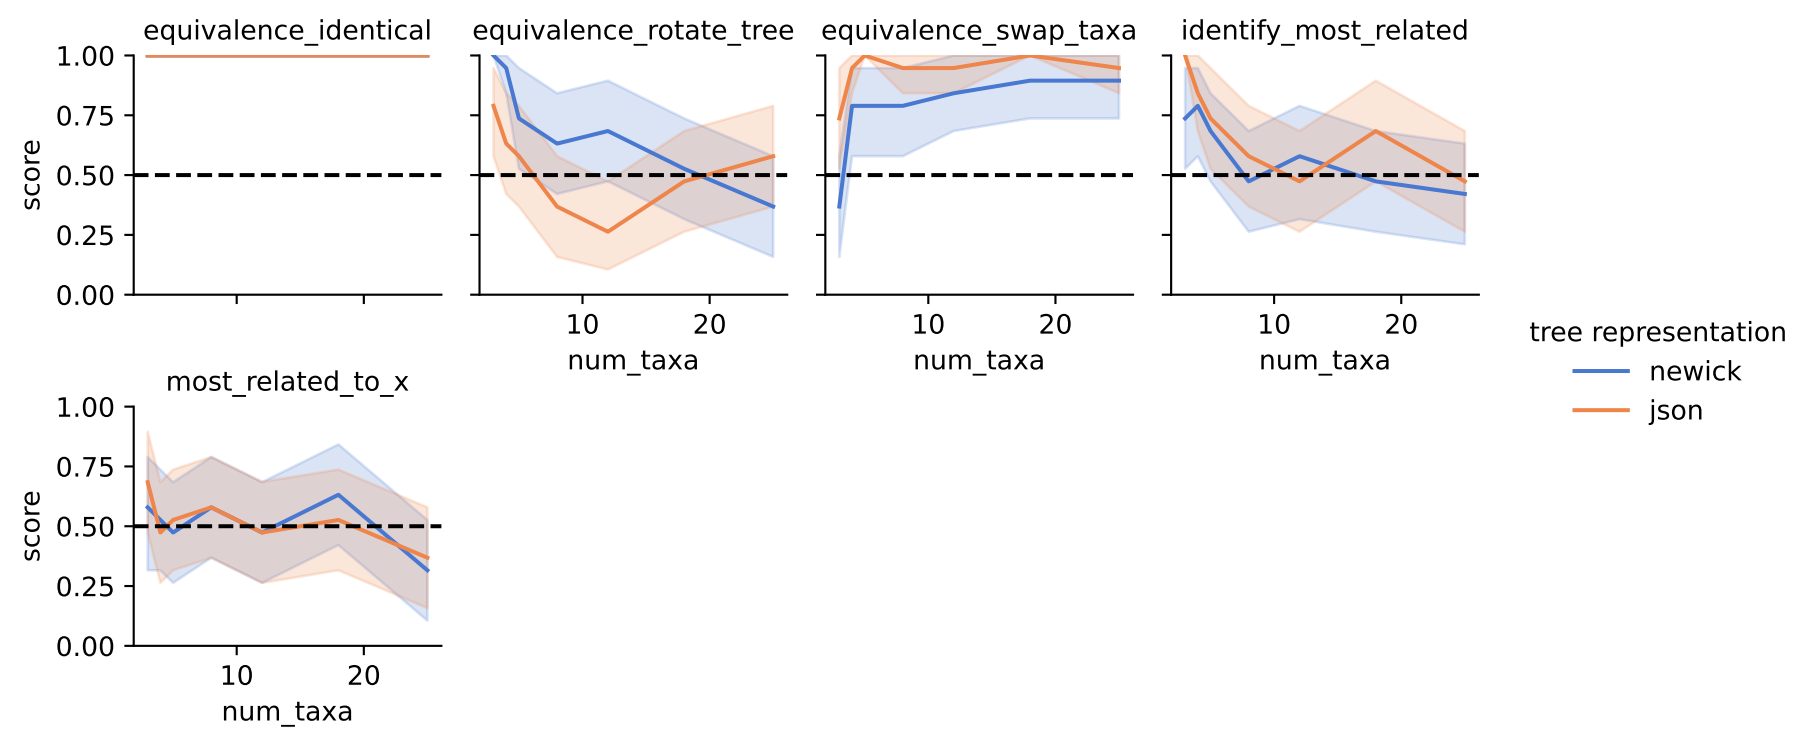 equivalence_identical
equivalence_rotate_tree
equivalence_swap_taxa
identify_most_related
score
1.00
0.75
0.50
0.25
0.00
10
20
10
20
10
20
num_taxa
num_taxa
num_taxa
tree representation
newick
json
most_related_to_x
score
1.00
0.75
0.50
0.25
0.00
10
20
num_taxa